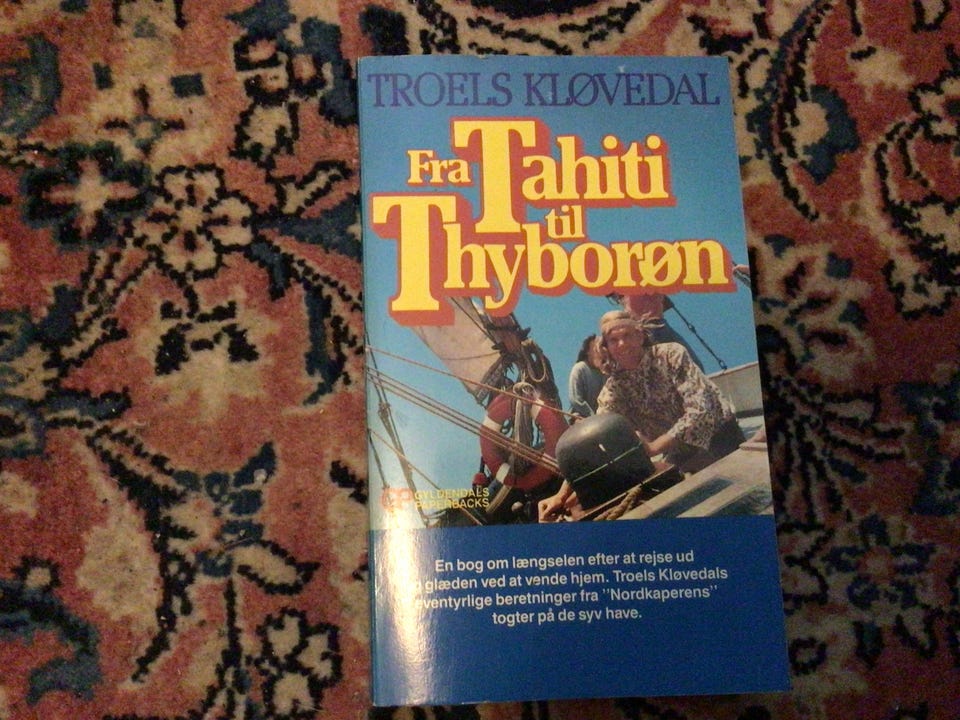 TROELS KLØVEDAL
Fra Tahiti
til
Thyborøn
GYLDENDALS
PAPERBACKS
En bog om længselen efter at rejse ud
glæden ved at vende hjem. Troels Kløvedals
eventyrlige beretninger fra "Nordkaperens"
togter på de syv have.